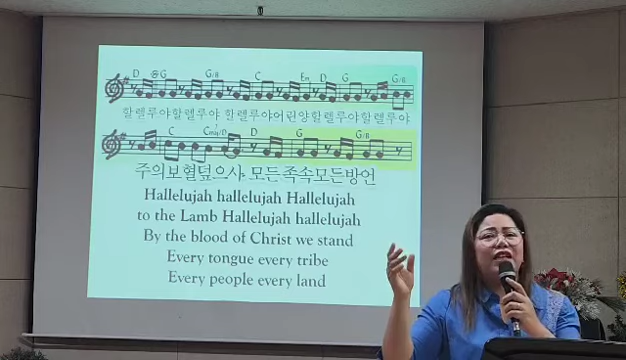 D G G/B C Em D G G/B
할렐루야할렐루야 할렐루야어린양할렐루야할렐루야
C Cmaj/D D G G/B
주의보혈덮으사 모든족속모든방언
Hallelujah hallelujah Hallelujah
to the Lamb Hallelujah hallelujah
By the blood of Christ we stand
Every tongue every tribe
Every people every land